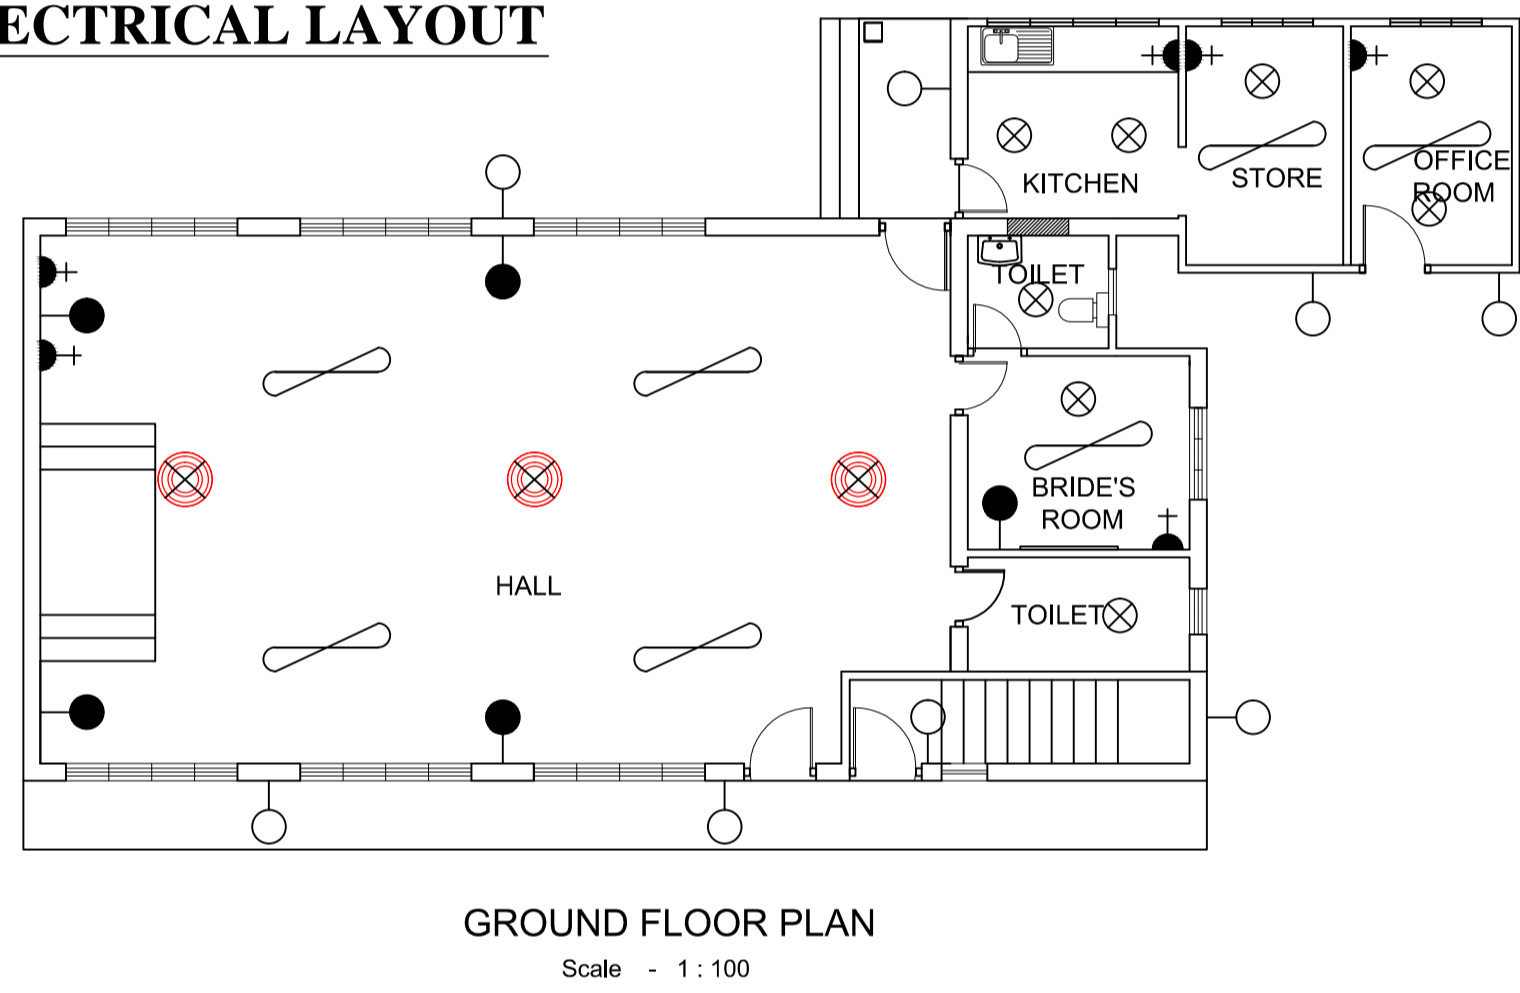 ECTRICAL LAYOUT
KITCHEN
STORE
OFFICE
ROOM
TOILET
BRIDE'S
ROOM
HALL
TOILET
GROUND FLOOR PLAN
Scale - 1 : 100